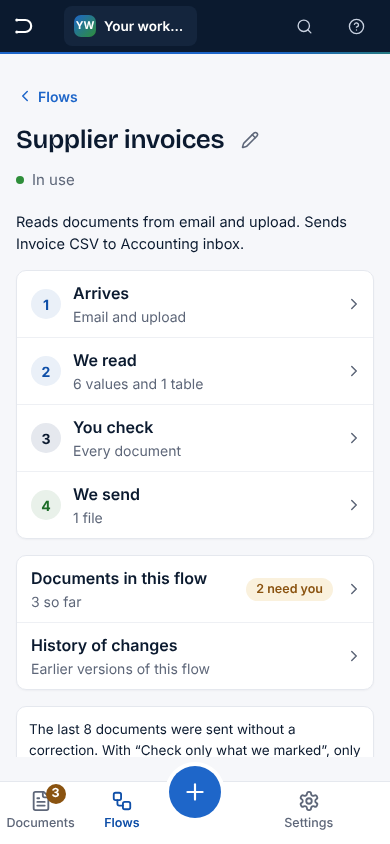 YW Your work...
Flows
Supplier invoices
In use
Reads documents from email and upload. Sends
Invoice CSV to Accounting inbox.
1 Arrives
Email and upload
2 We read
6 values and 1 table
3 You check
Every document
4 We send
1 file
Documents in this flow
3 so far
2 need you
History of changes
Earlier versions of this flow
The last 8 documents were sent without a
correction. With “Check only what we marked”, only
3
Documents
Flows
Settings